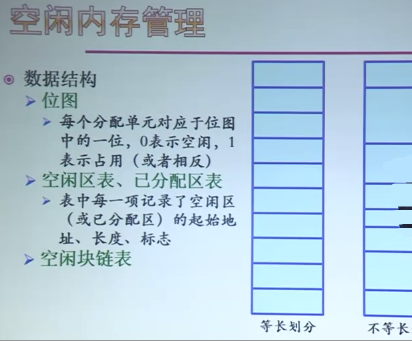 空闲内存管理
数据结构
位图
每个分配单元对应于位图
中的一位，0表示空闲，1
表示占用（或者相反）
空闲区表、已分配区表
表中每一项记录了空闲区
（或已分配区）的起始地
址、长度、标志
空闲块链表
等长划分
不等长